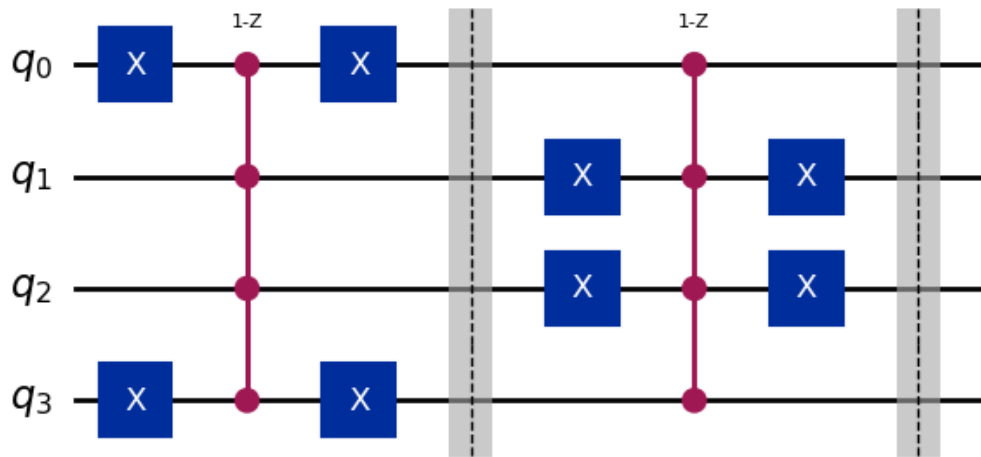 1-Z 1-Z
q0 X X
q1 X X
q2 X X
q3 X X